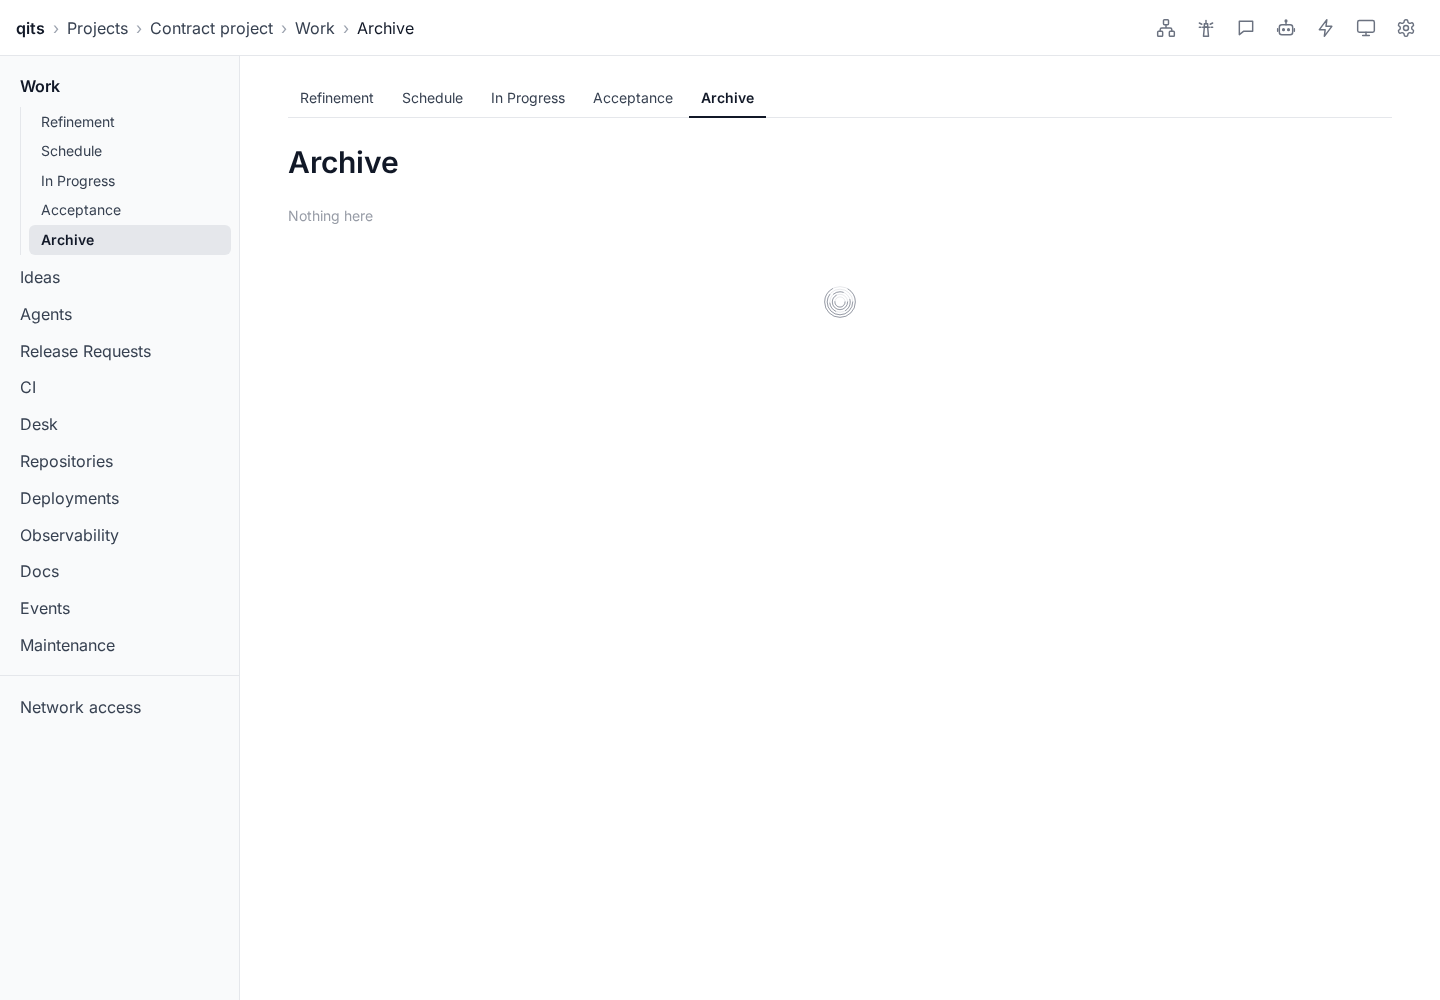 qits › Projects › Contract project › Work › Archive
Work
Refinement
Schedule
In Progress
Acceptance
Archive
Ideas
Agents
Release Requests
CI
Desk
Repositories
Deployments
Observability
Docs
Events
Maintenance
Network access
Refinement Schedule In Progress Acceptance Archive
Archive
Nothing here